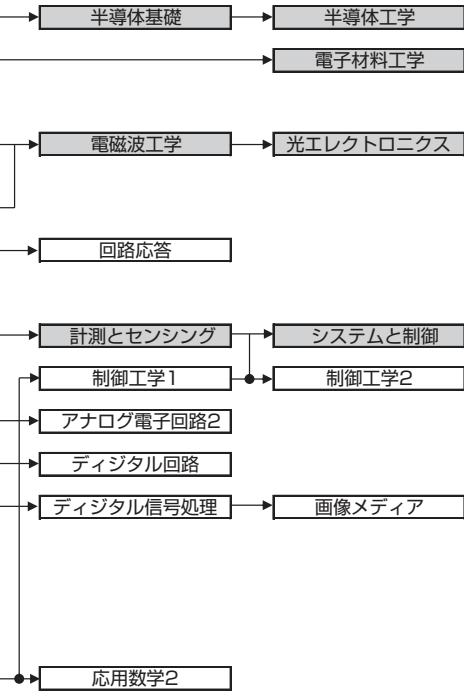 半導体基礎
半導体工学
電子材料工学
電磁波工学
光エレクトロニクス
回路応答
計測とセンシング
システムと制御
制御工学1
制御工学2
アナログ電子回路2
ディジタル回路
ディジタル信号処理
画像メディア
応用数学2